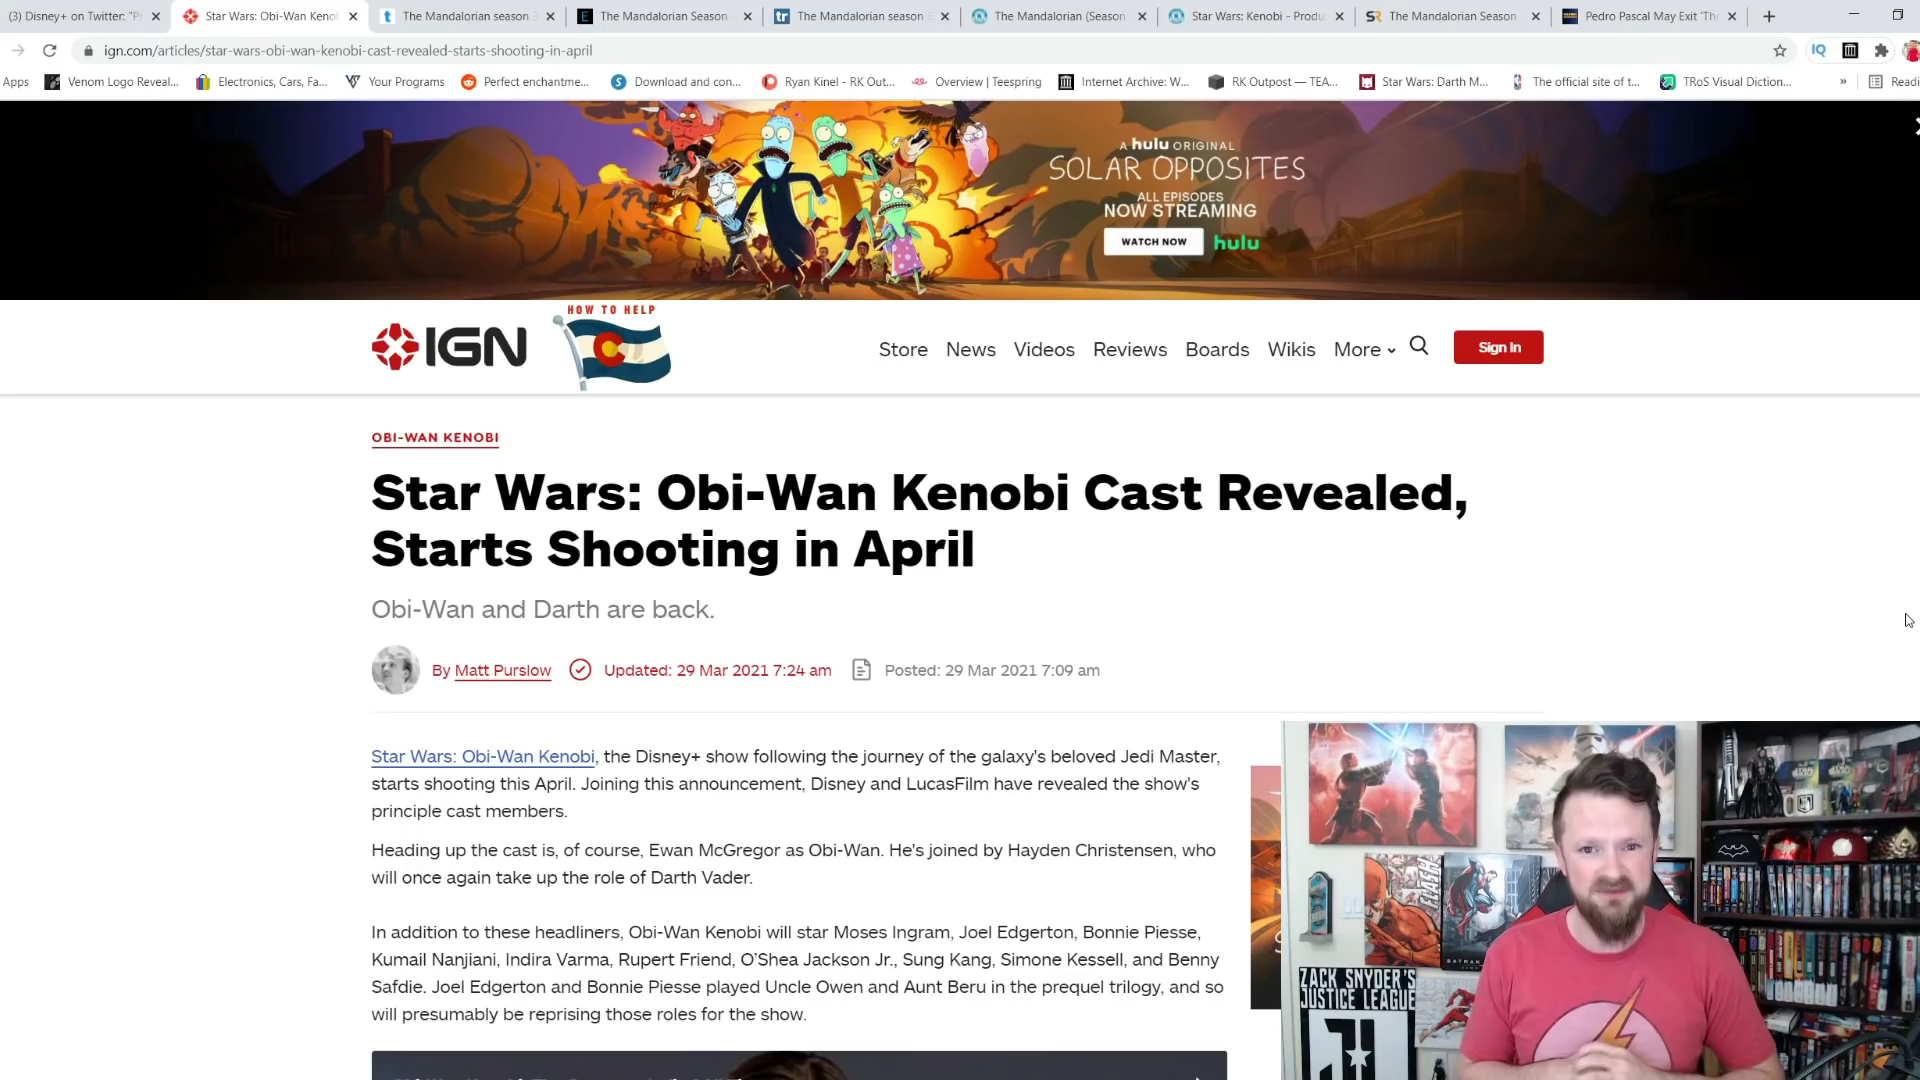 (3) Disney+ on Twitter: "Pr
Star Wars: Obi-Wan Keno
The Mandalorian season 3
The Mandalorian Season
The Mandalorian season
The Mandalorian (Season
Star Wars: Kenobi - Produ
SR The Mandalorian Season
Pedro Pascal May Exit 'Th
ign.com/articles/star-wars-obi-wan-kenobi-cast-revealed-starts-shooting-in-april
IQ
Apps
Venom Logo Reveal...
Electronics, Cars, Fa...
Your Programs
Perfect enchantme...
Download and con...
Ryan Kinel - RK Out...
Overview | Teespring
Internet Archive: W...
RK Outpost — TEA...
Star Wars: Darth M...
The official site of t...
TRoS Visual Diction...
»
Readi
A hulu ORIGINAL
SOLAR OPPOSITES
ALL EPISODES
NOW STREAMING
WATCH NOW hulu
HOW TO HELP
IGN
Store News Videos Reviews Boards Wikis More
Sign In
OBI-WAN KENOBI
Star Wars: Obi-Wan Kenobi Cast Revealed,
Starts Shooting in April
Obi-Wan and Darth are back.
By Matt Purslow Updated: 29 Mar 2021 7:24 am Posted: 29 Mar 2021 7:09 am
Star Wars: Obi-Wan Kenobi, the Disney+ show following the journey of the galaxy's beloved Jedi Master,
starts shooting this April. Joining this announcement, Disney and LucasFilm have revealed the show's
principle cast members.
Heading up the cast is, of course, Ewan McGregor as Obi-Wan. He's joined by Hayden Christensen, who
will once again take up the role of Darth Vader.
In addition to these headliners, Obi-Wan Kenobi will star Moses Ingram, Joel Edgerton, Bonnie Piesse,
Kumail Nanjiani, Indira Varma, Rupert Friend, O'Shea Jackson Jr., Sung Kang, Simone Kessell, and Benny
Safdie. Joel Edgerton and Bonnie Piesse played Uncle Owen and Aunt Beru in the prequel trilogy, and so
will presumably be reprising those roles for the show.
FLASH
BATMAN
ZACK SNYDER'S
JUSTICE LEAGUE